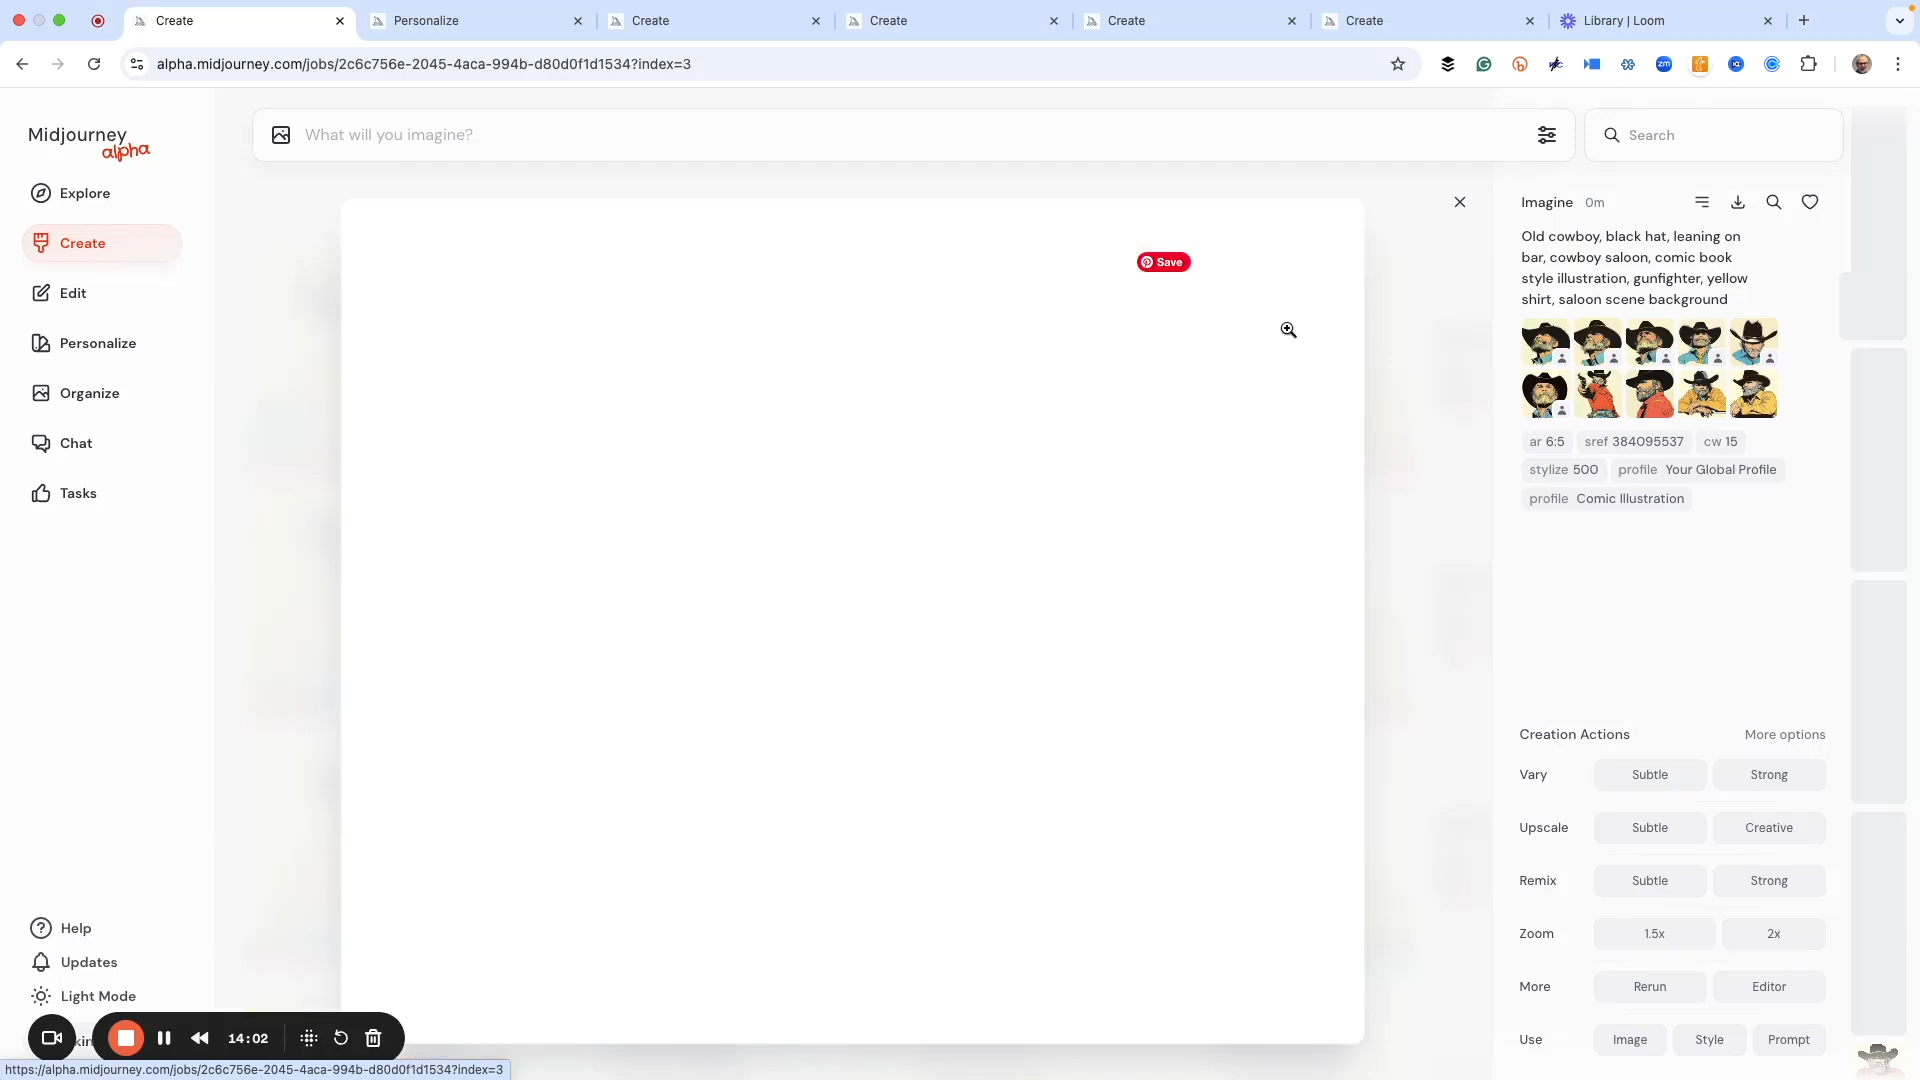 Create
Personalize
Create
Create
Create
Create
Library | Loom
alpha.midjourney.com/jobs/2c6c756e-2045-4aca-994b-d80d0f1d1534?index=3
Midjourney
alpha
Explore
Create
Edit
Personalize
Organize
Chat
Tasks
Help
Updates
Light Mode
What will you imagine?
Search
Save
Imagine 0m
Old cowboy, black hat, leaning on
bar, cowboy saloon, comic book
style illustration, gunfighter, yellow
shirt, saloon scene background
ar 6:5 sref 384095537 cw 15
stylize 500 profile Your Global Profile
profile Comic Illustration
Creation Actions More options
Vary Subtle Strong
Upscale Subtle Creative
Remix Subtle Strong
Zoom 1.5x 2x
More Rerun Editor
Use Image Style Prompt
14:02
https://alpha.midjourney.com/jobs/2c6c756e-2045-4aca-994b-d80d0f1d1534?index=3